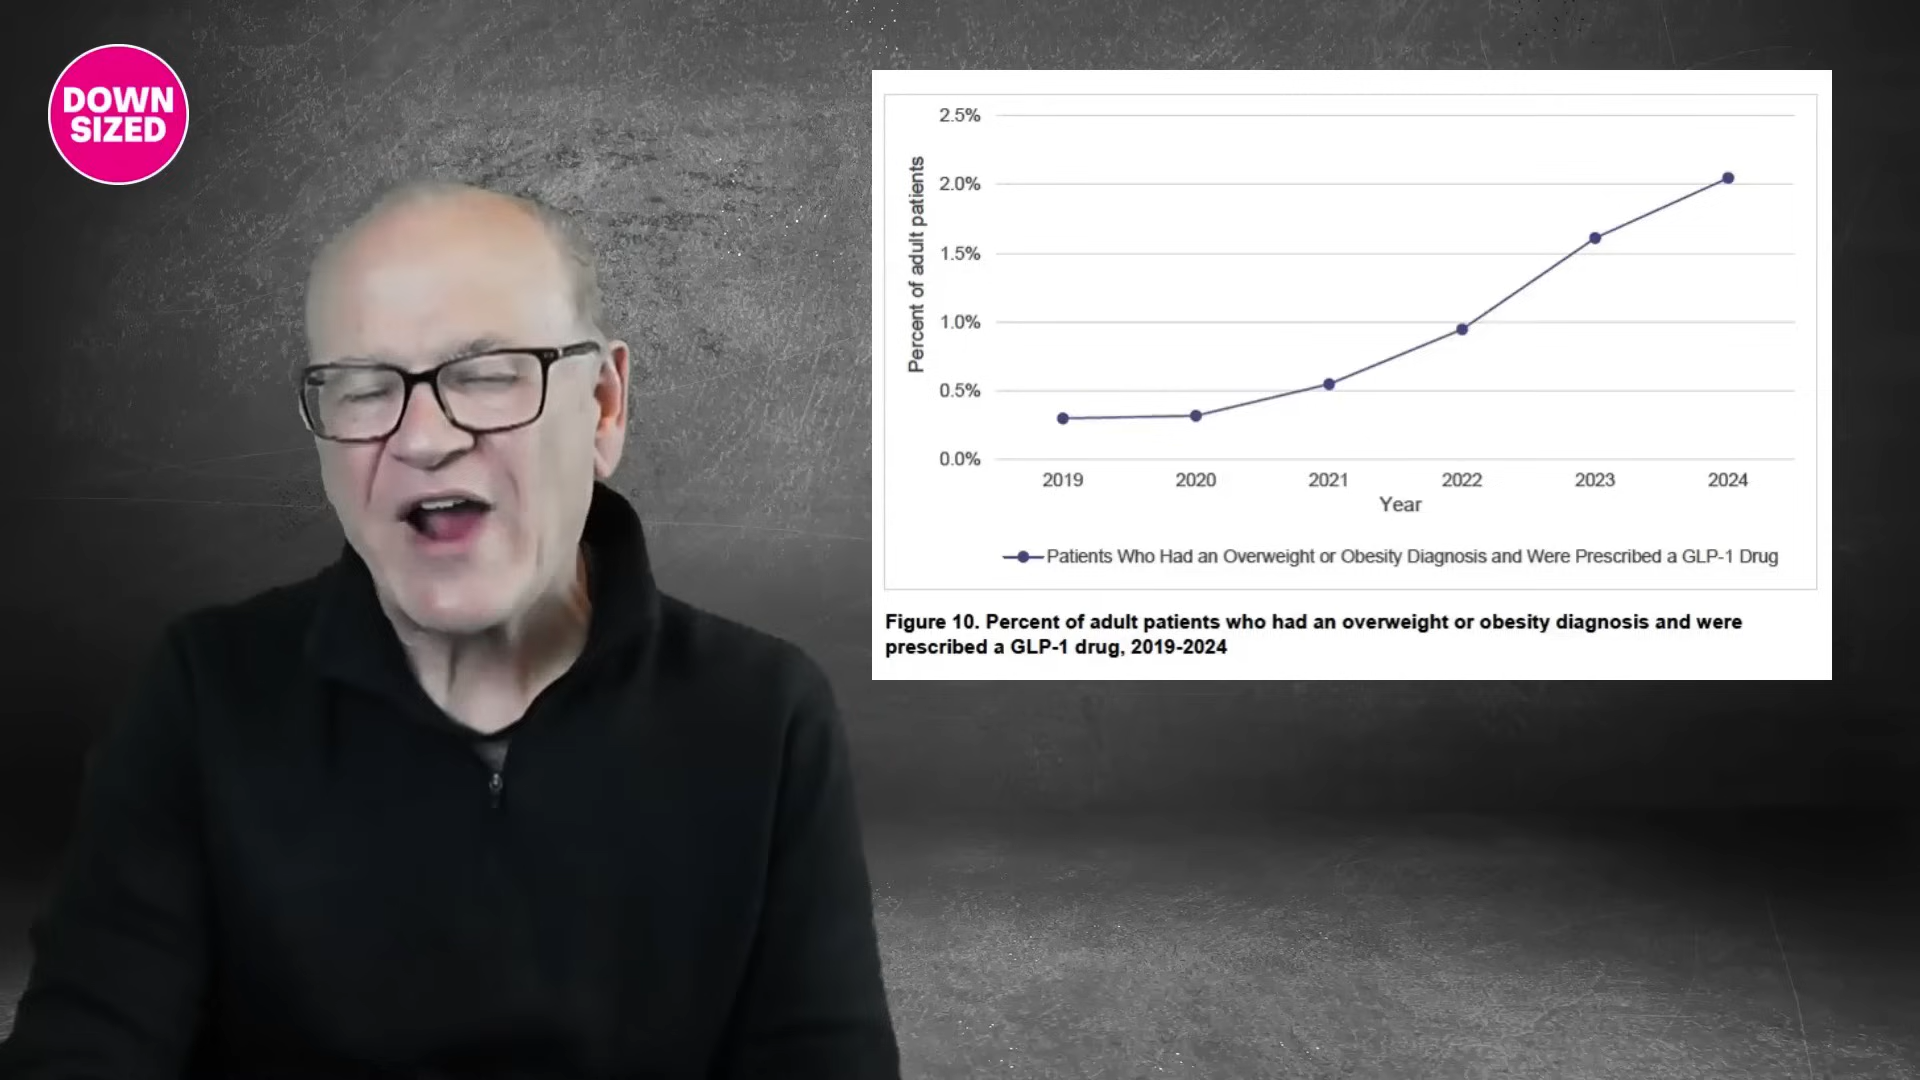 DOWN
SIZED
2.5%
2.0%
1.5%
1.0%
0.5%
0.0%
Percent of adult patients
2019 2020 2021 2022 2023 2024
Year
Patients Who Had an Overweight or Obesity Diagnosis and Were Prescribed a GLP-1 Drug
Figure 10. Percent of adult patients who had an overweight or obesity diagnosis and were
prescribed a GLP-1 drug, 2019-2024